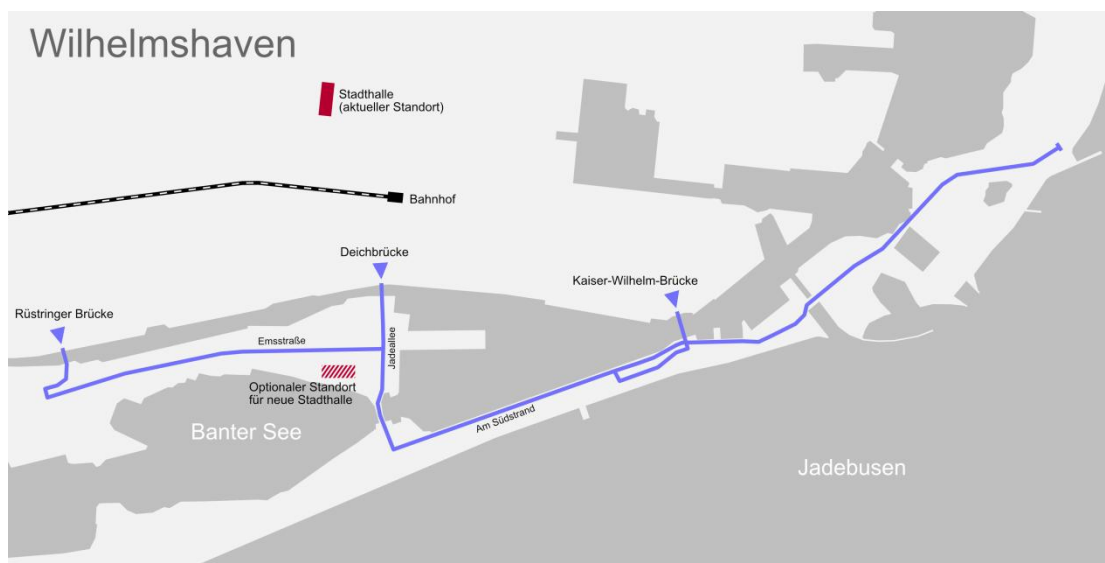 Wilhelmshaven
Stadthalle
(aktueller Standort)
Bahnhof
Deichbrücke
Kaiser-Wilhelm-Brücke
Rüstringer Brücke
Emsstraße
Jadeallee
Optionaler Standort
für neue Stadthalle
Am Südstrand
Banter See
Jadebusen